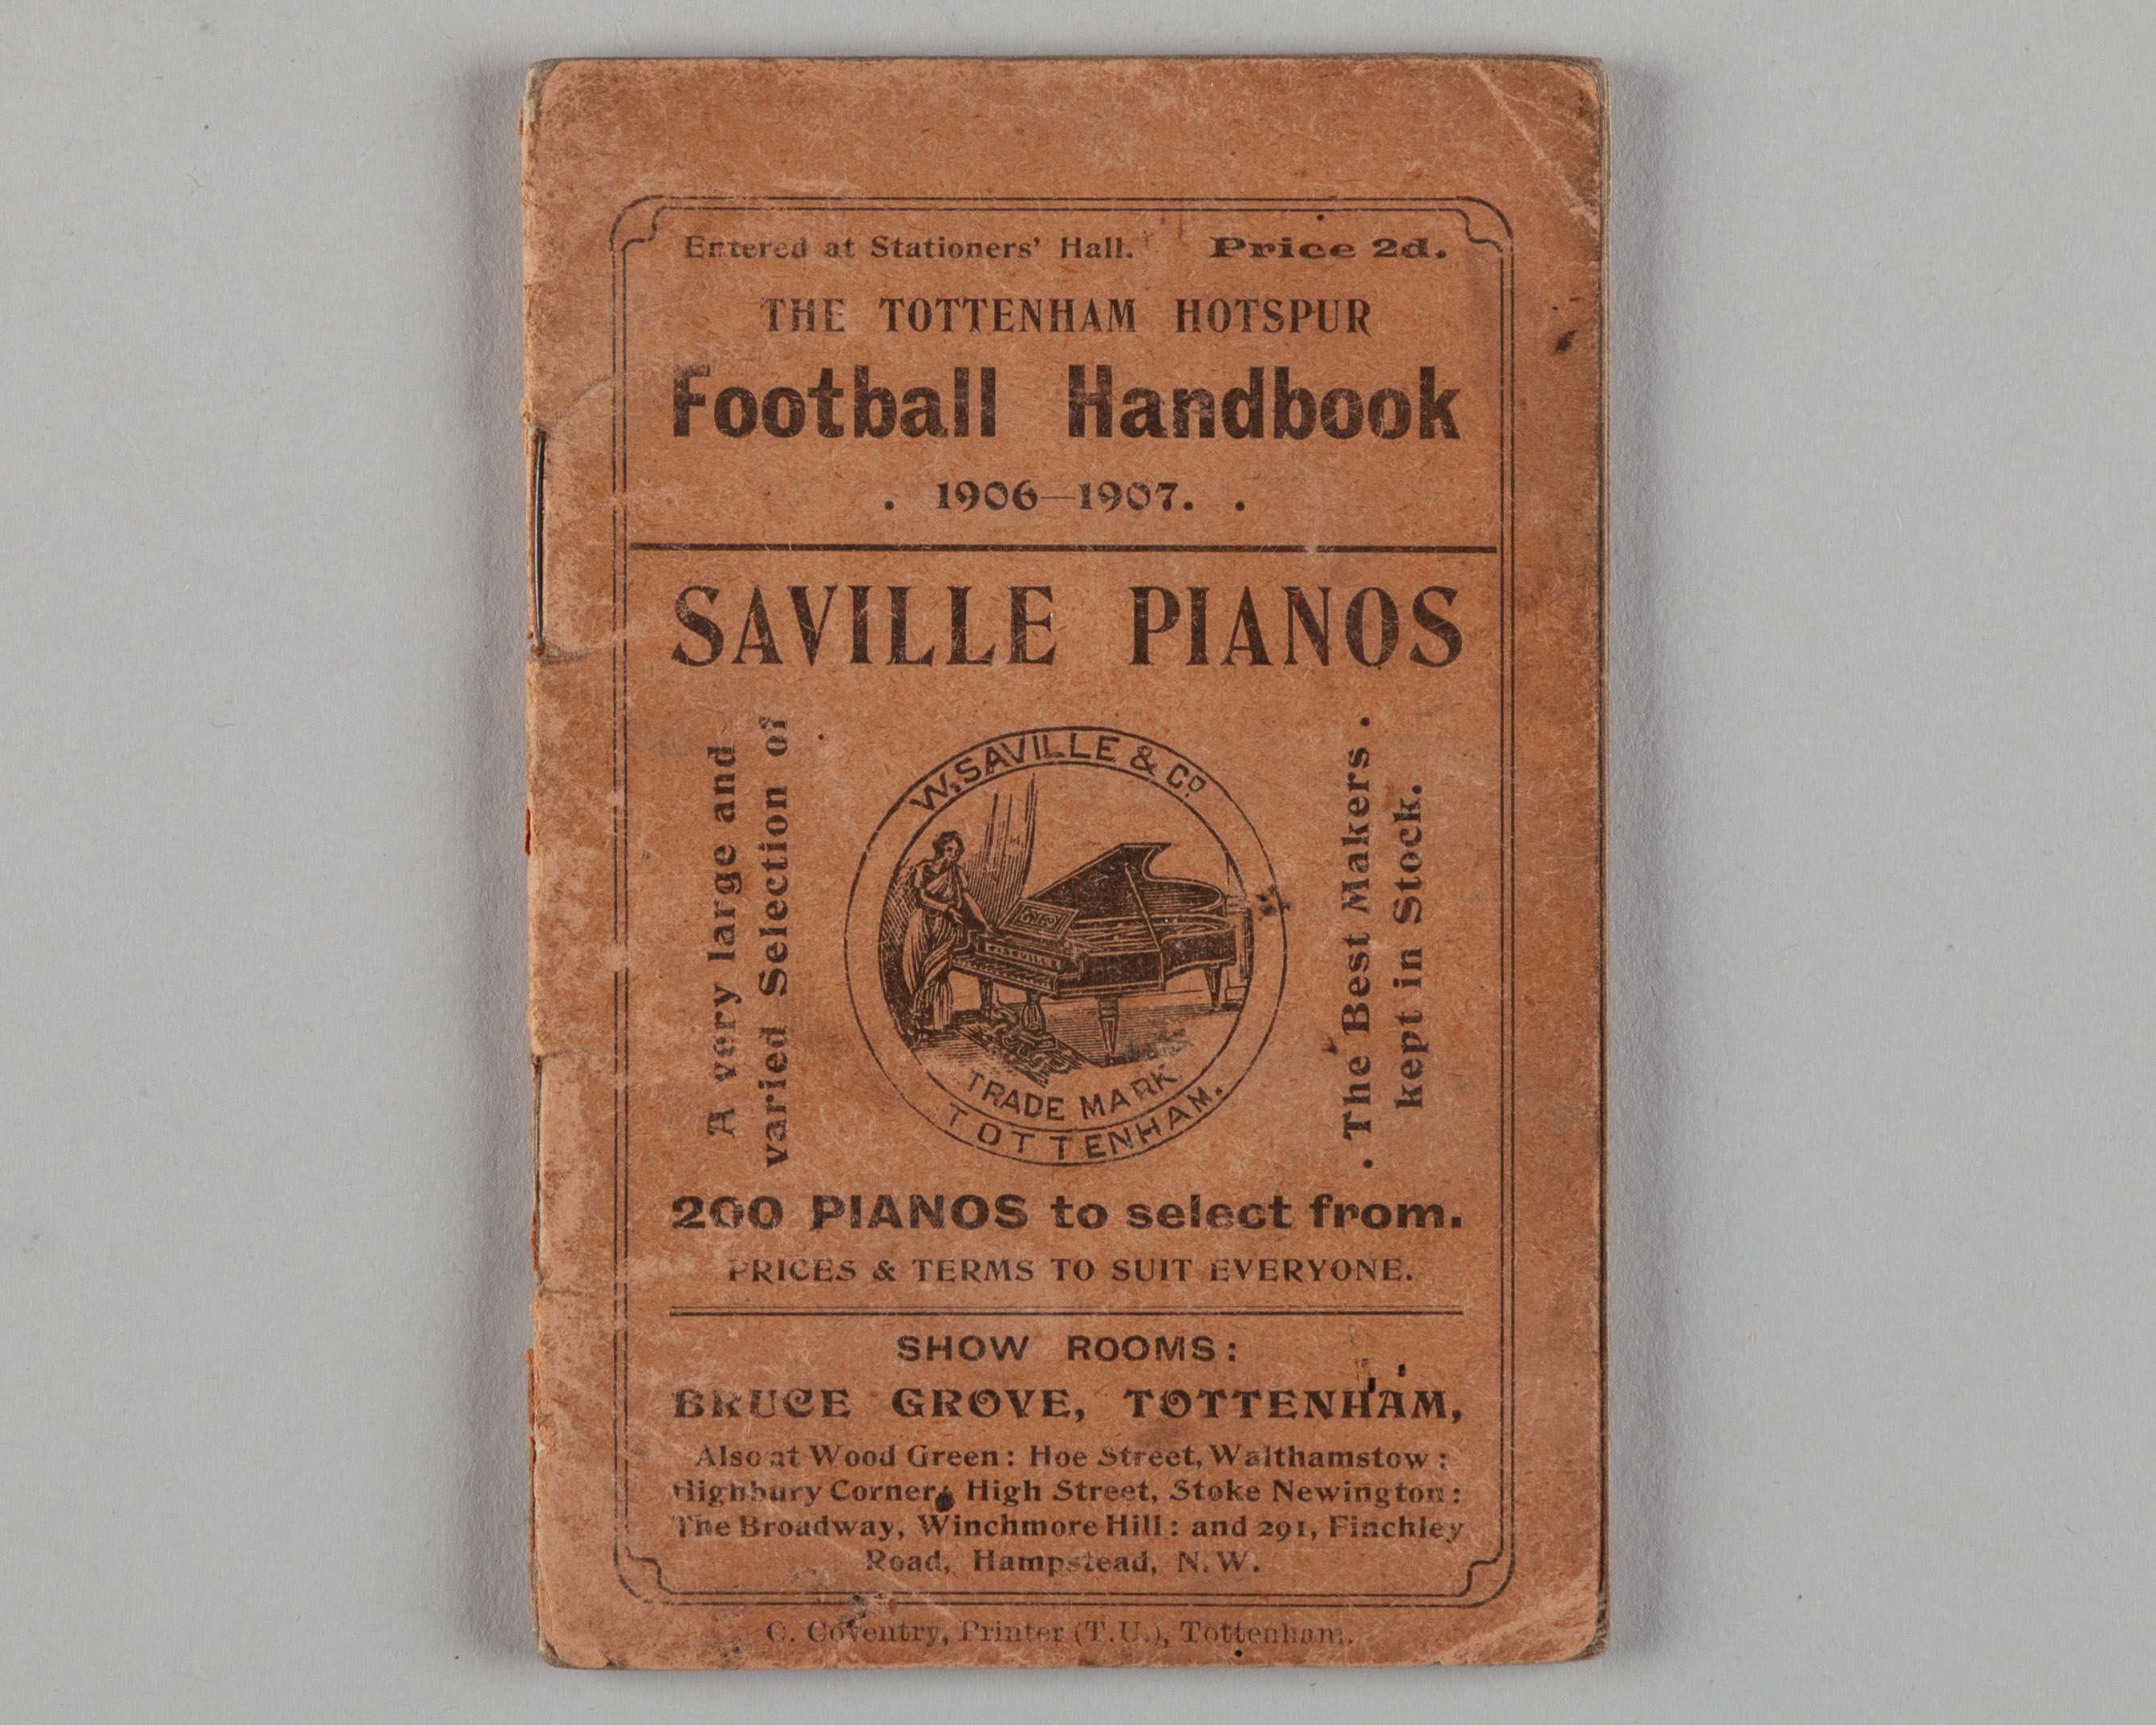 Entered at Stationers' Hall. Price 2d.
THE TOTTENHAM HOTSPUR
Football Handbook
. 1906—1907. .
SAVILLE PIANOS
A very large and
varied Selection of
W. SAVILLE & Co
SAVILLE
TRADE MARK
TOTTENHAM.
. The Best Makers .
kept in Stock.
200 PIANOS to select from.
PRICES & TERMS TO SUIT EVERYONE.
SHOW ROOMS:
BRUCE GROVE, TOTTENHAM,
Also at Wood Green: Hoe Street, Walthamstow:
Highbury Corner: High Street, Stoke Newington:
The Broadway, Winchmore Hill: and 291, Finchley
Road, Hampstead, N.W.
C. Coventry, Printer (T.U.), Tottenham.